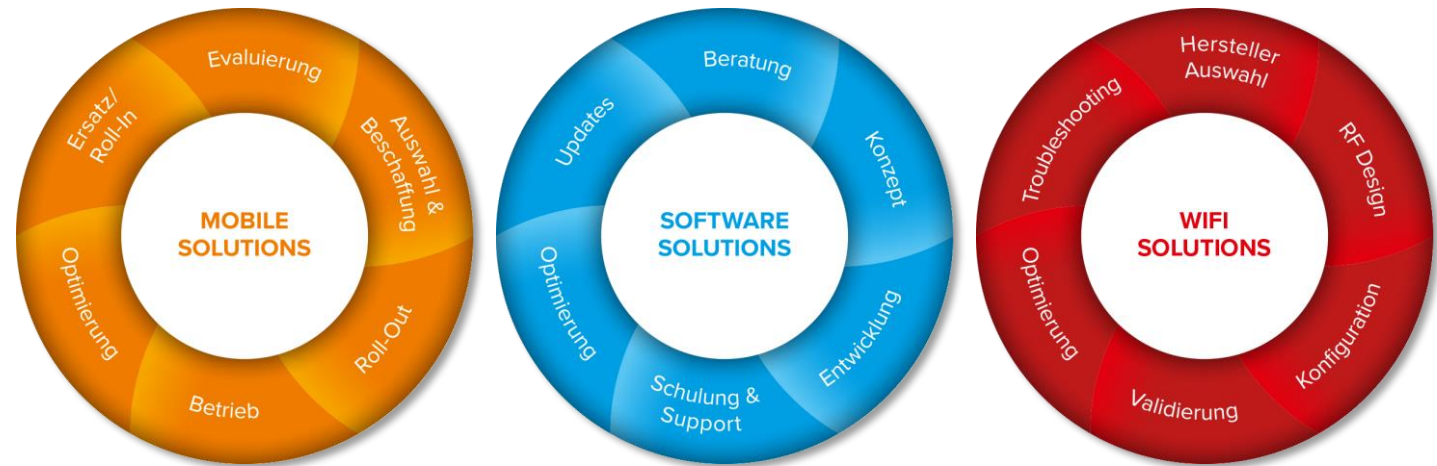 Evaluierung
Auswahl &
Beschaffung
Roll-Out
Betrieb
Optimierung
Ersatz/
Roll-In
MOBILE
SOLUTIONS
Beratung
Konzept
Entwicklung
Schulung &
Support
Optimierung
Updates
SOFTWARE
SOLUTIONS
Hersteller
Auswahl
RF Design
Konfiguration
Validierung
Optimierung
Troubleshooting
WIFI
SOLUTIONS